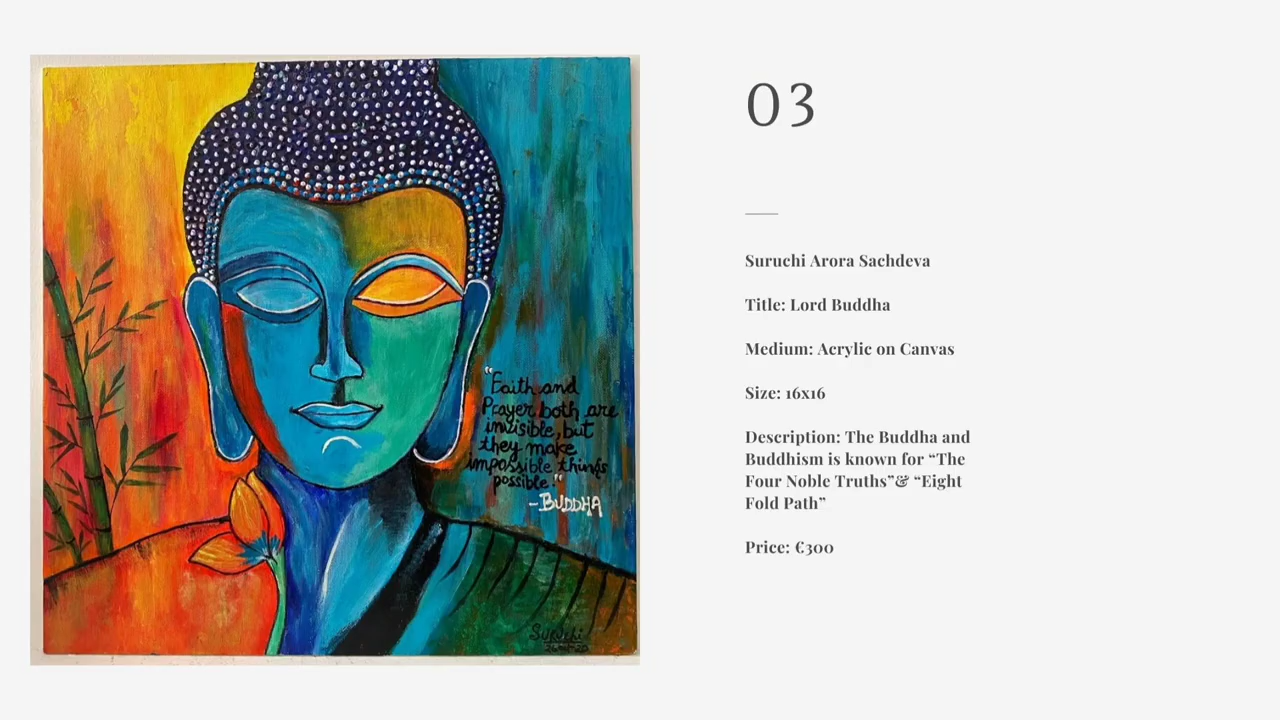 “Faith and
Prayer both are
invisible, but
they make
impossible things
possible.“
-BUDDHA
Suruchi
03
Suruchi Arora Sachdeva
Title: Lord Buddha
Medium: Acrylic on Canvas
Size: 16x16
Description: The Buddha and
Buddhism is known for “The
Four Noble Truths”& “Eight
Fold Path”
Price: €300